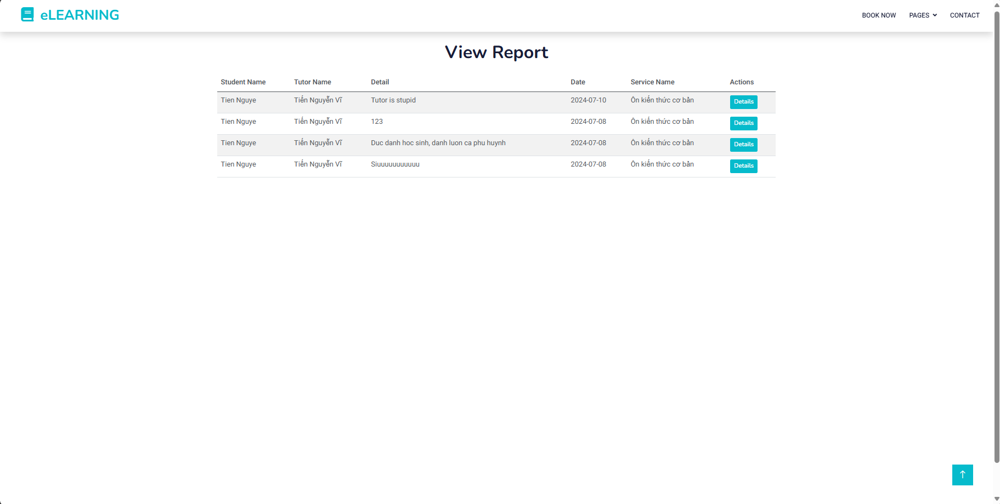 eLEARNING BOOK NOW PAGES CONTACT
View Report
Student Name Tutor Name Detail Date Service Name Actions
Tien Nguye Tiến Nguyễn Vĩ Tutor is stupid 2024-07-10 Ôn kiến thức cơ bản Details
Tien Nguye Tiến Nguyễn Vĩ 123 2024-07-08 Ôn kiến thức cơ bản Details
Tien Nguye Tiến Nguyễn Vĩ Duc danh hoc sinh, danh luon ca phu huynh 2024-07-08 Ôn kiến thức cơ bản Details
Tien Nguye Tiến Nguyễn Vĩ Siuuuuuuuuuuu 2024-07-08 Ôn kiến thức cơ bản Details